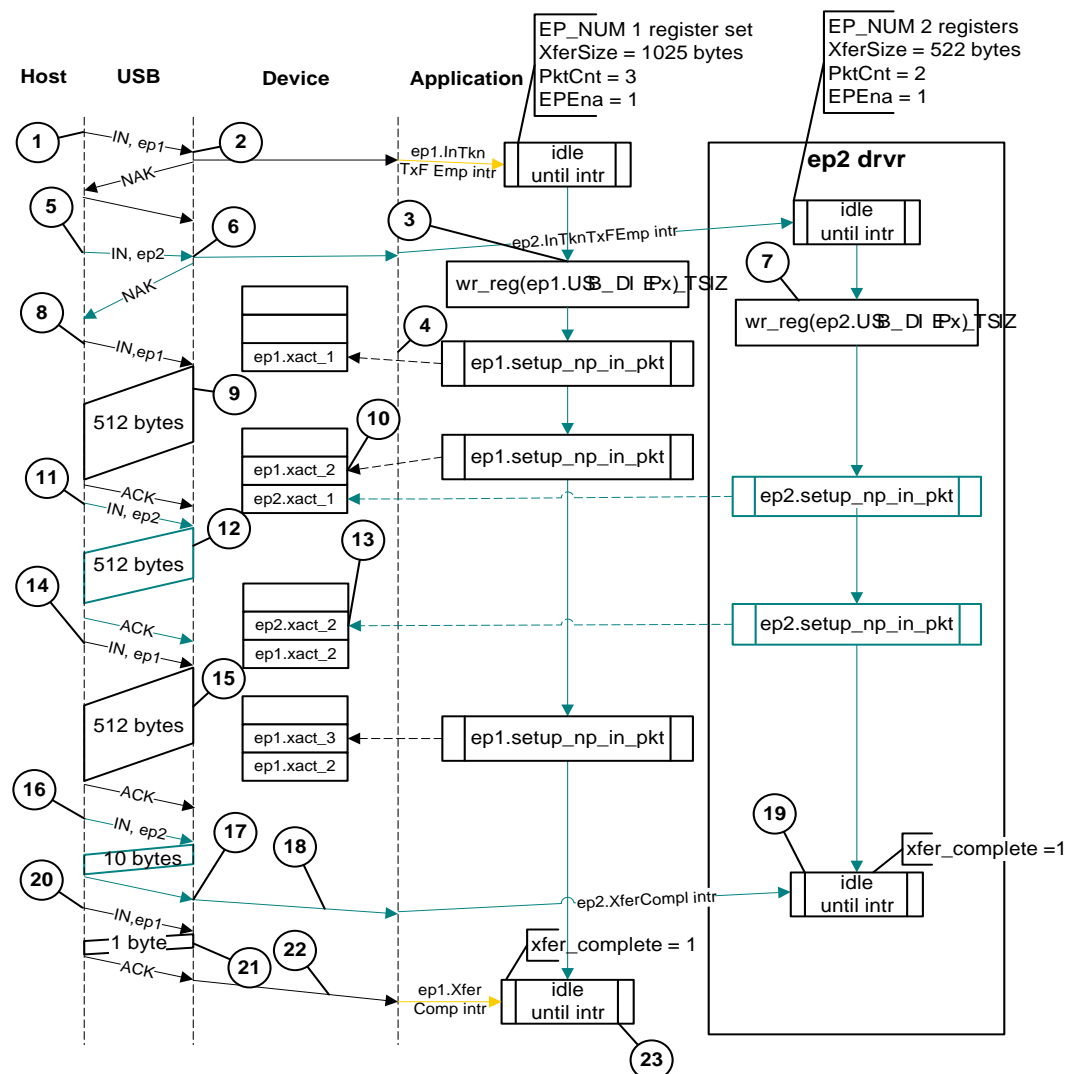 EP_NUM 1 register set
XferSize = 1025 bytes
PktCnt = 3
EPEna = 1
EP_NUM 2 registers
XferSize = 522 bytes
PktCnt = 2
EPEna = 1
Host
USB
Device
Application
1
IN, ep1
2
ep1.InTkn
TxF Emp intr
idle
until intr
ep2 drvr
NAK
5
IN, ep2
6
3
ep2.InTknTxFEmp intr
idle
until intr
7
NAK
wr_reg(ep1.USB_DIEPx)_TSIZ
wr_reg(ep2.USB_DIEPx)_TSIZ
8
IN,ep1
4
ep1.xact_1
ep1.setup_np_in_pkt
9
512 bytes
10
ep1.xact_2
ep1.setup_np_in_pkt
11
ACK
ep2.xact_1
ep2.setup_np_in_pkt
IN, ep2
12
512 bytes
13
14
ACK
ep2.xact_2
ep2.setup_np_in_pkt
IN, ep1
ep1.xact_2
15
512 bytes
ep1.xact_3
ep1.setup_np_in_pkt
ep1.xact_2
16
ACK
IN, ep2
17
18
19
xfer_complete =1
10 bytes
20
idle
until intr
ep2.XferCompl intr
IN,ep1
1 byte
21
22
xfer_complete = 1
ACK
ep1.Xfer
Comp intr
idle
until intr
23